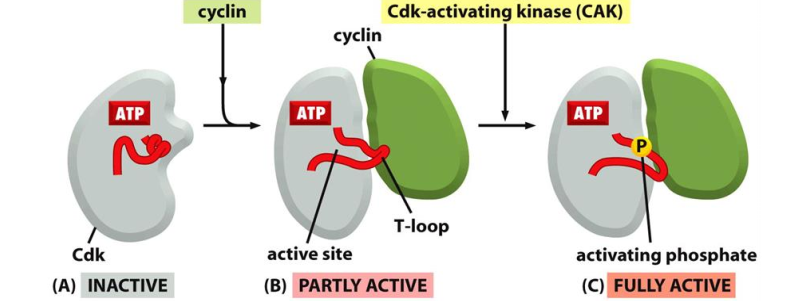 cyclin
Cdk-activating kinase (CAK)
cyclin
ATP
ATP
ATP
P
T-loop
Cdk
active site
activating phosphate
(A) INACTIVE
(B) PARTLY ACTIVE
(C) FULLY ACTIVE